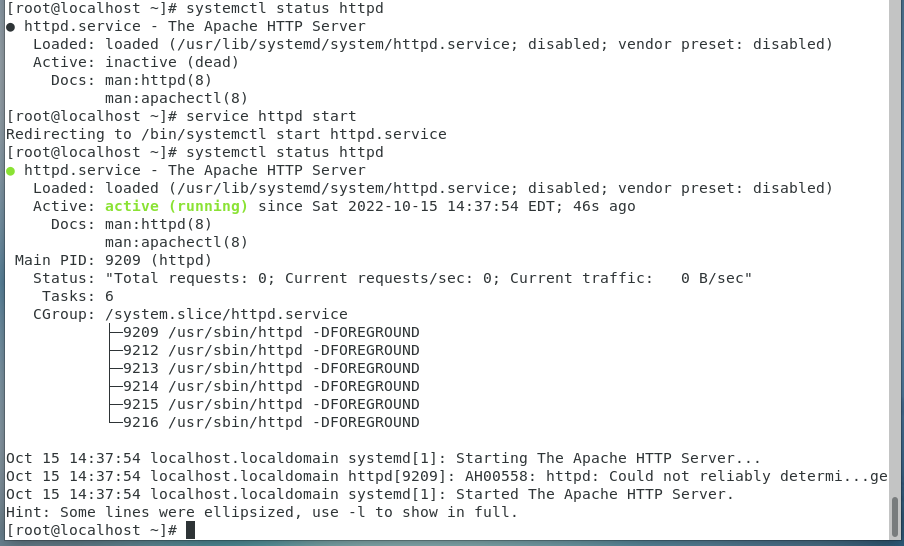 [root@localhost ~]# systemctl status httpd
● httpd.service - The Apache HTTP Server
   Loaded: loaded (/usr/lib/systemd/system/httpd.service; disabled; vendor preset: disabled)
   Active: inactive (dead)
     Docs: man:httpd(8)
           man:apachectl(8)
[root@localhost ~]# service httpd start
Redirecting to /bin/systemctl start httpd.service
[root@localhost ~]# systemctl status httpd
● httpd.service - The Apache HTTP Server
   Loaded: loaded (/usr/lib/systemd/system/httpd.service; disabled; vendor preset: disabled)
   Active: active (running) since Sat 2022-10-15 14:37:54 EDT; 46s ago
     Docs: man:httpd(8)
           man:apachectl(8)
 Main PID: 9209 (httpd)
   Status: "Total requests: 0; Current requests/sec: 0; Current traffic:   0 B/sec"
    Tasks: 6
   CGroup: /system.slice/httpd.service
           ├─9209 /usr/sbin/httpd -DFOREGROUND
           ├─9212 /usr/sbin/httpd -DFOREGROUND
           ├─9213 /usr/sbin/httpd -DFOREGROUND
           ├─9214 /usr/sbin/httpd -DFOREGROUND
           ├─9215 /usr/sbin/httpd -DFOREGROUND
           └─9216 /usr/sbin/httpd -DFOREGROUND

Oct 15 14:37:54 localhost.localdomain systemd[1]: Starting The Apache HTTP Server...
Oct 15 14:37:54 localhost.localdomain httpd[9209]: AH00558: httpd: Could not reliably determi...ge
Oct 15 14:37:54 localhost.localdomain systemd[1]: Started The Apache HTTP Server.
Hint: Some lines were ellipsized, use -l to show in full.
[root@localhost ~]#